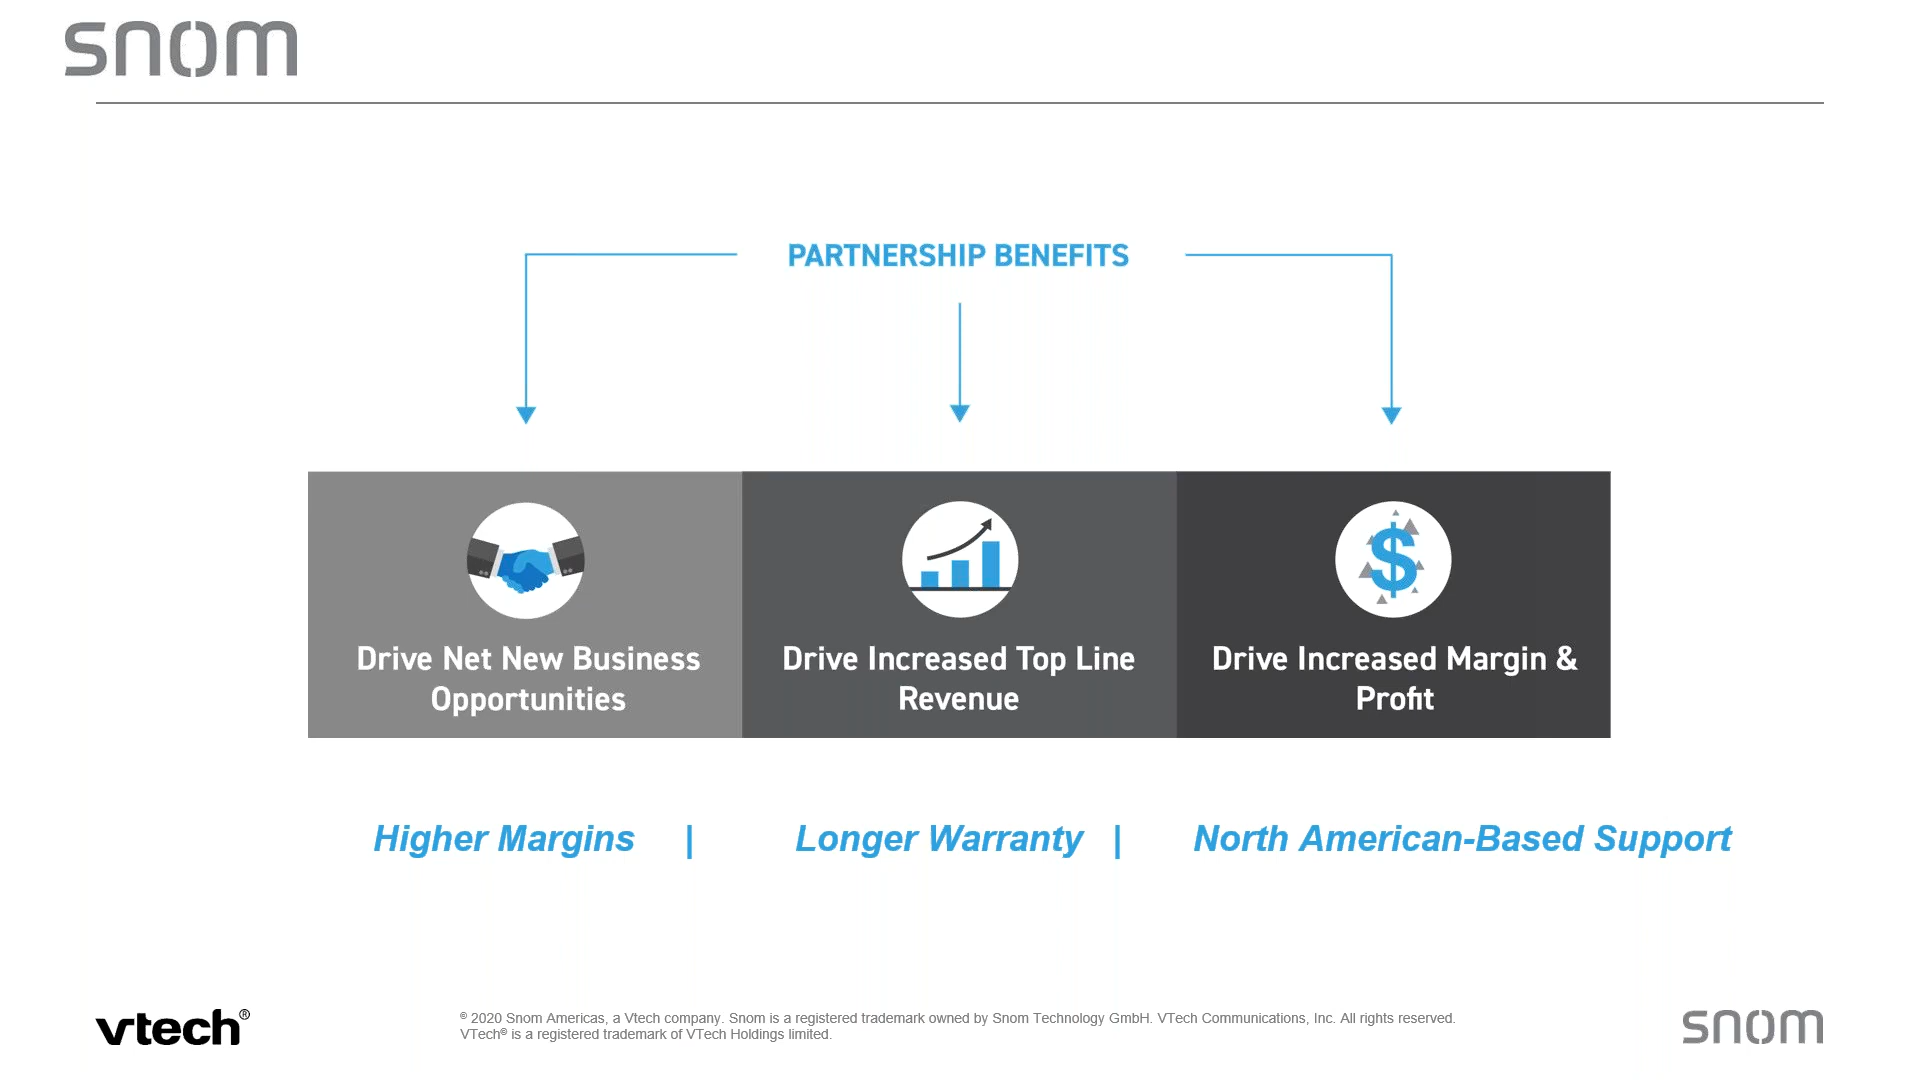 snom
PARTNERSHIP BENEFITS
$
Drive Net New Business
Opportunities
Drive Increased Top Line
Revenue
Drive Increased Margin &
Profit
Higher Margins | Longer Warranty | North American-Based Support
vtech®
© 2020 Snom Americas, a Vtech company. Snom is a registered trademark owned by Snom Technology GmbH. VTech Communications, Inc. All rights reserved.
VTech® is a registered trademark of VTech Holdings limited.
snom